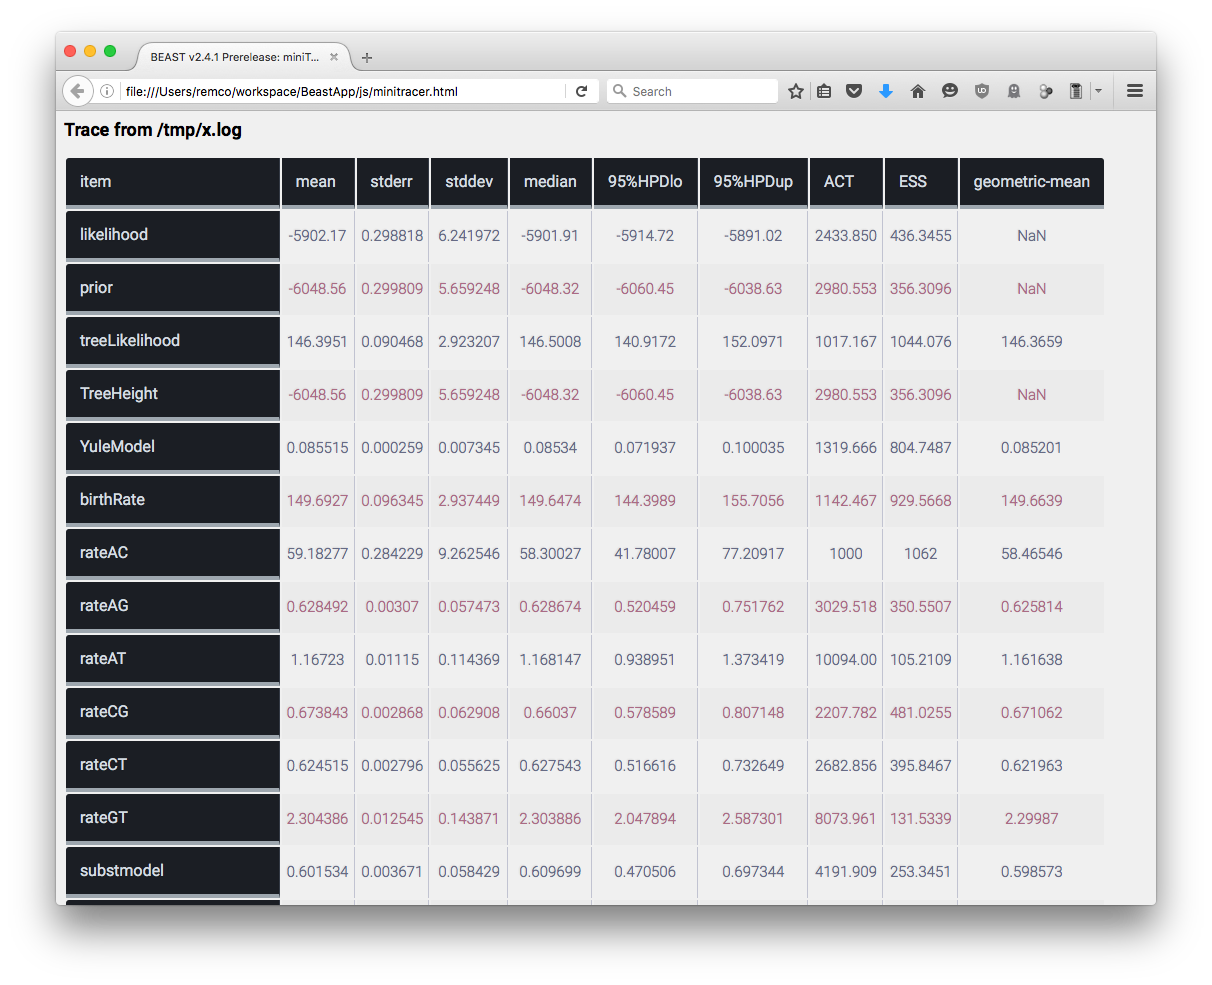 BEAST v2.4.1 Prerelease: miniT...
file:///Users/remco/workspace/BeastApp/js/minitracer.html Search
Trace from /tmp/x.log
item mean stderr stddev median 95%HPDlo 95%HPDup ACT ESS geometric-mean
likelihood -5902.17 0.298818 6.241972 -5901.91 -5914.72 -5891.02 2433.850 436.3455 NaN
prior -6048.56 0.299809 5.659248 -6048.32 -6060.45 -6038.63 2980.553 356.3096 NaN
treeLikelihood 146.3951 0.090468 2.923207 146.5008 140.9172 152.0971 1017.167 1044.076 146.3659
TreeHeight -6048.56 0.299809 5.659248 -6048.32 -6060.45 -6038.63 2980.553 356.3096 NaN
YuleModel 0.085515 0.000259 0.007345 0.08534 0.071937 0.100035 1319.666 804.7487 0.085201
birthRate 149.6927 0.096345 2.937449 149.6474 144.3989 155.7056 1142.467 929.5668 149.6639
rateAC 59.18277 0.284229 9.262546 58.30027 41.78007 77.20917 1000 1062 58.46546
rateAG 0.628492 0.00307 0.057473 0.628674 0.520459 0.751762 3029.518 350.5507 0.625814
rateAT 1.16723 0.01115 0.114369 1.168147 0.938951 1.373419 10094.00 105.2109 1.161638
rateCG 0.673843 0.002868 0.062908 0.66037 0.578589 0.807148 2207.782 481.0255 0.671062
rateCT 0.624515 0.002796 0.055625 0.627543 0.516616 0.732649 2682.856 395.8467 0.621963
rateGT 2.304386 0.012545 0.143871 2.303886 2.047894 2.587301 8073.961 131.5339 2.29987
substmodel 0.601534 0.003671 0.058429 0.609699 0.470506 0.697344 4191.909 253.3451 0.598573